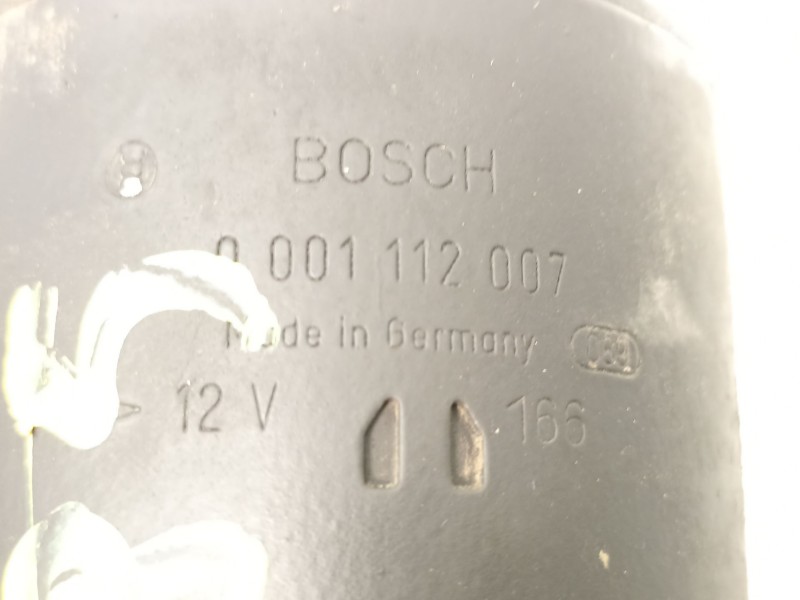 BOSCH
0 001 112 007
Made in Germany
> 12 V 166